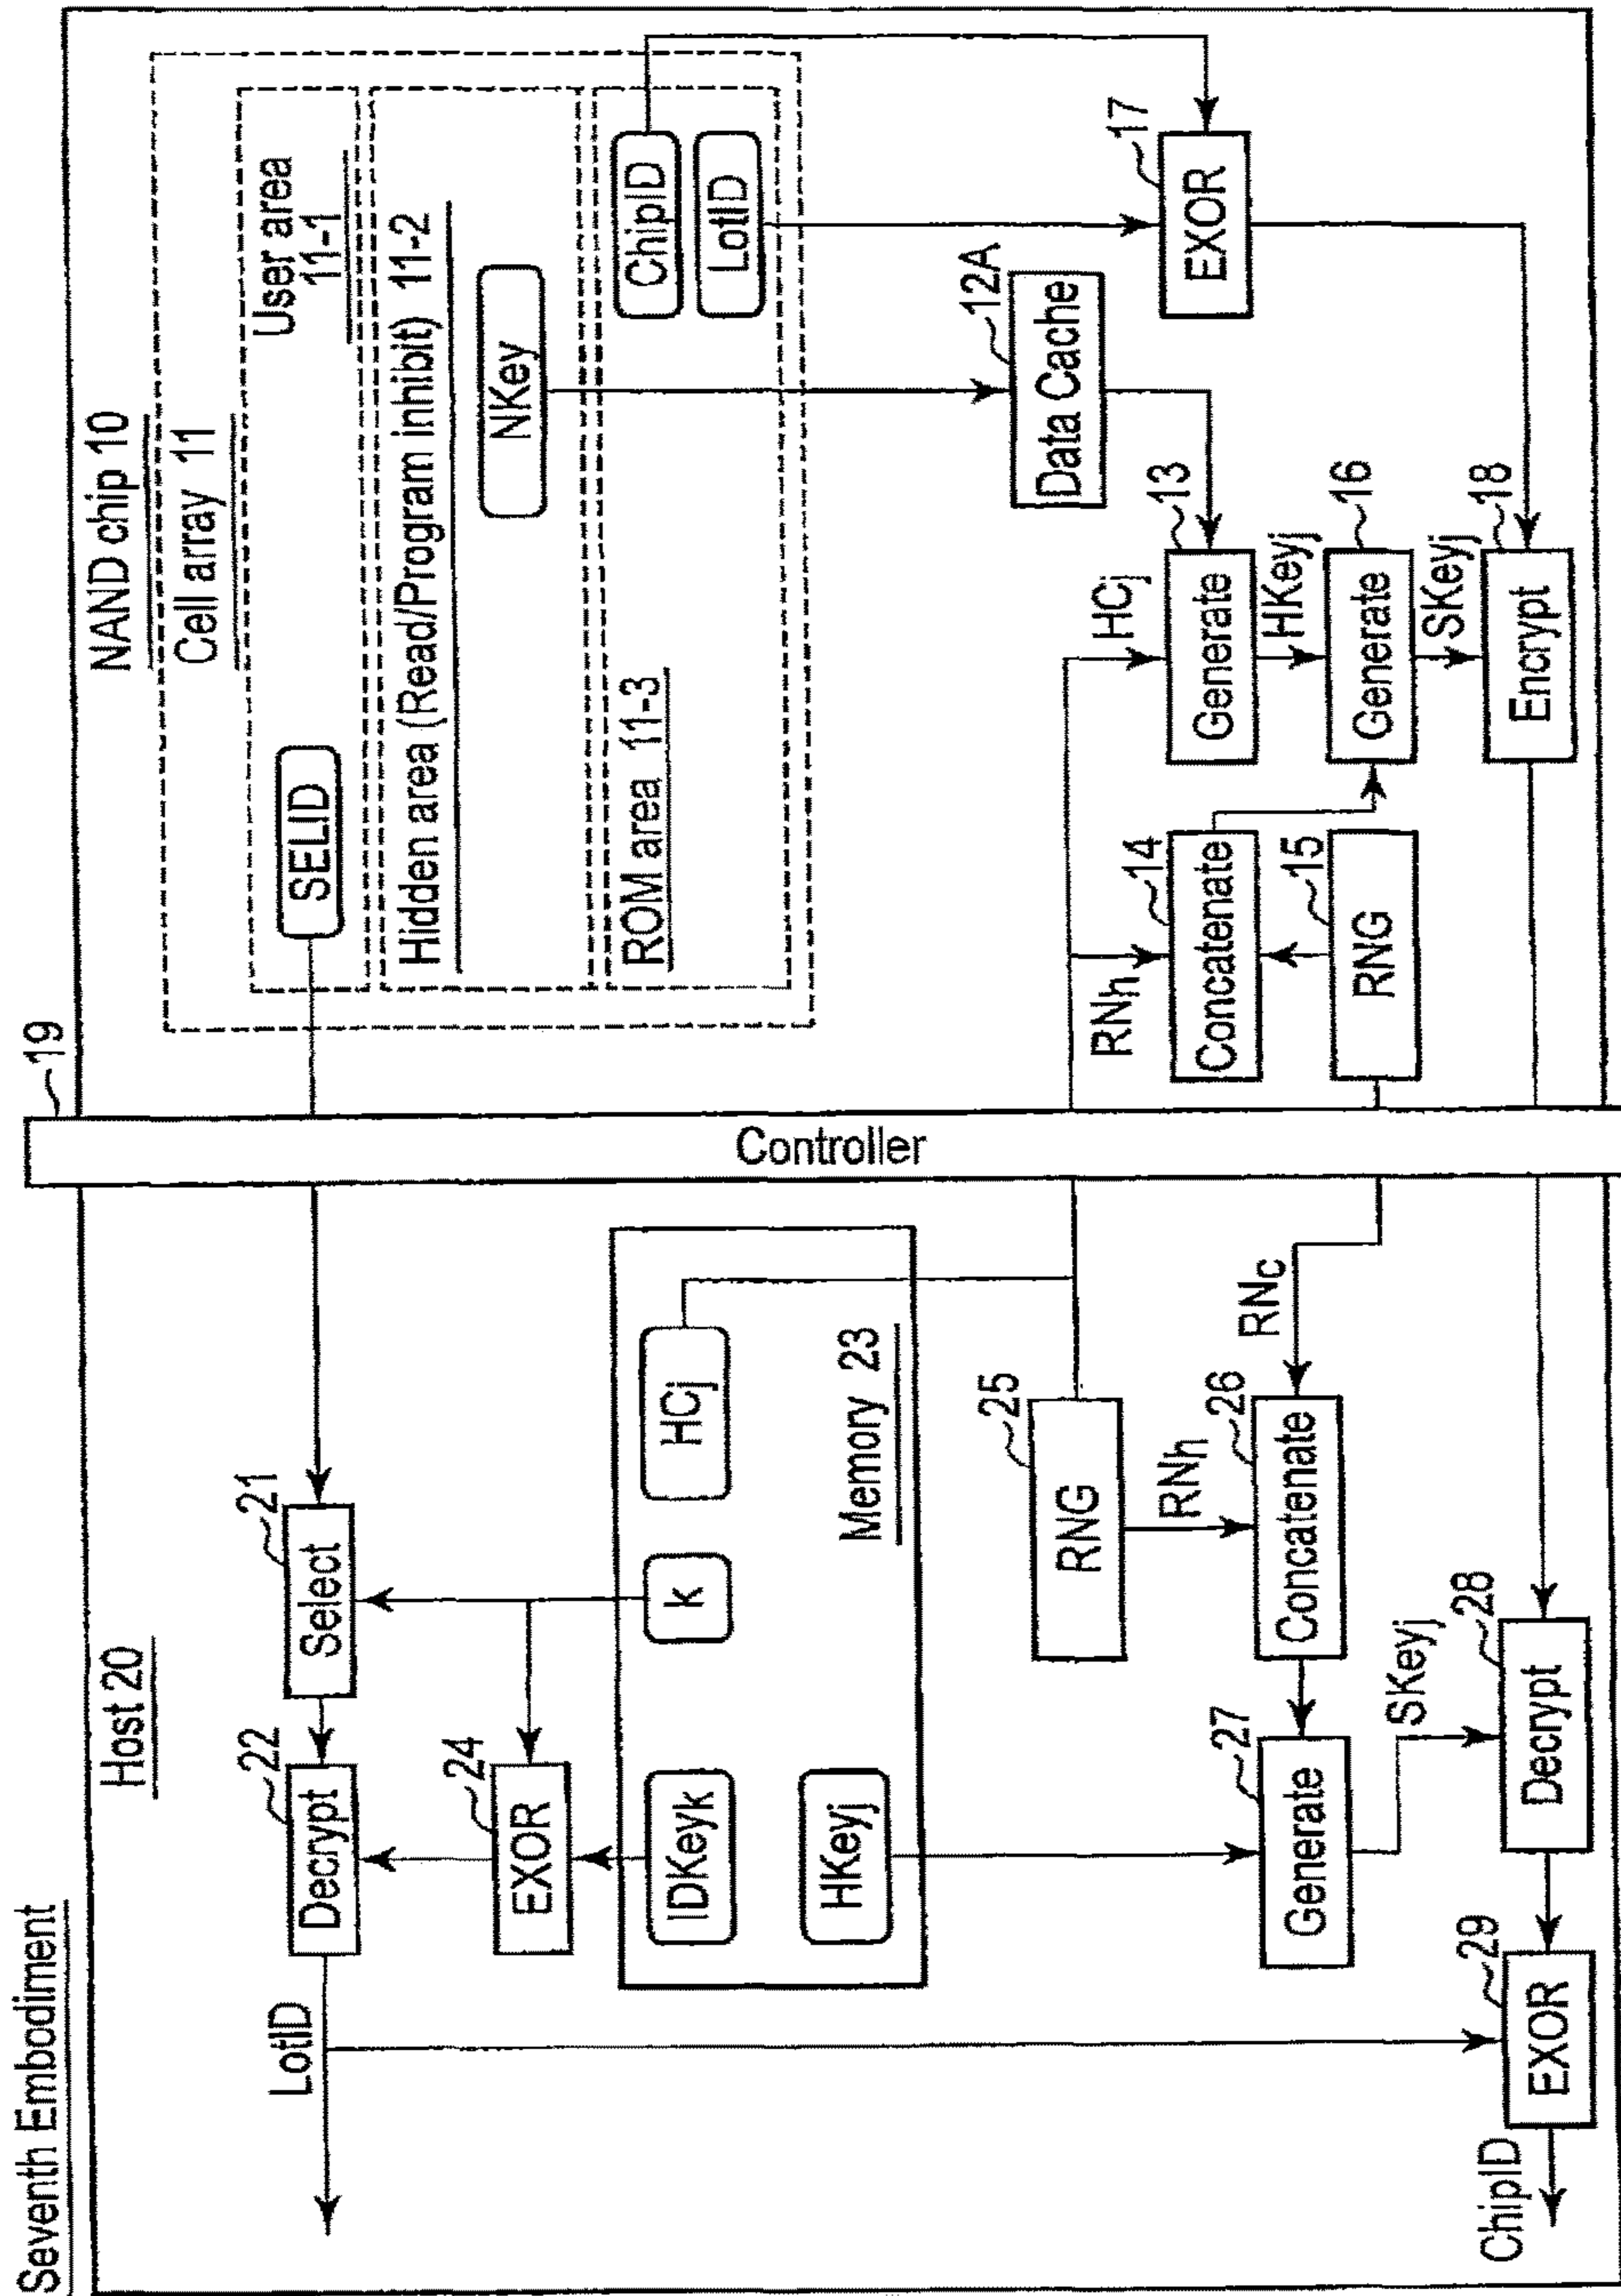 Seventh Embodiment
Host 20
21
Select
22
Decrypt
LotID
24
EXOR
IDKeyk
k
HCj
HKeyj
Memory 23
25
RNG
RNh
RNc
26
Concatenate
27
Generate
SKeyj
28
Decrypt
29
EXOR
ChipID
19
Controller
NAND chip 10
Cell array 11
User area
11-1
SELID
Hidden area (Read/Program inhibit) 11-2
NKey
ROM area 11-3
ChipID
LotID
12A
Data Cache
17
EXOR
HCj
13
Generate
HKeyj
RNh
14
Concatenate
15
RNG
16
Generate
SKeyj
18
Encrypt